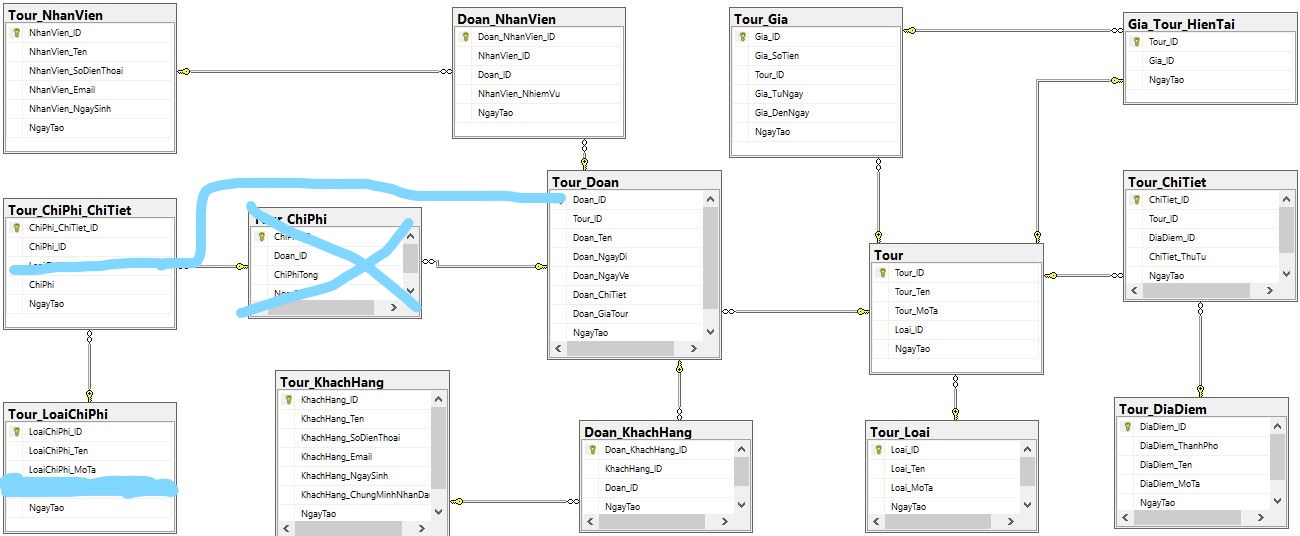 Tour_NhanVien
NhanVien_ID
NhanVien_Ten
NhanVien_SoDienThoai
NhanVien_Email
NhanVien_NgaySinh
NgayTao
Doan_NhanVien
Doan_NhanVien_ID
NhanVien_ID
Doan_ID
NhanVien_NhiemVu
NgayTao
Tour_Gia
Gia_ID
Gia_SoTien
Tour_ID
Gia_TuNgay
Gia_DenNgay
NgayTao
Gia_Tour_HienTai
Tour_ID
Gia_ID
NgayTao
Tour_ChiPhi_ChiTiet
ChiPhi_ChiTiet_ID
ChiPhi_ID
ChiPhi
NgayTao
Tour_ChiPhi
Doan_ID
ChiPhiTong
Tour_Doan
Doan_ID
Tour_ID
Doan_Ten
Doan_NgayDi
Doan_NgayVe
Doan_ChiTiet
Doan_GiaTour
NgayTao
Tour
Tour_ID
Tour_Ten
Tour_MoTa
Loai_ID
NgayTao
Tour_ChiTiet
ChiTiet_ID
Tour_ID
DiaDiem_ID
ChiTiet_ThuTu
NgayTao
Tour_LoaiChiPhi
LoaiChiPhi_ID
LoaiChiPhi_Ten
LoaiChiPhi_MoTa
NgayTao
Tour_KhachHang
KhachHang_ID
KhachHang_Ten
KhachHang_SoDienThoai
KhachHang_Email
KhachHang_NgaySinh
KhachHang_ChungMinhNhanDa
NgayTao
Doan_KhachHang
Doan_KhachHang_ID
KhachHang_ID
Doan_ID
NgayTao
Tour_Loai
Loai_ID
Loai_Ten
Loai_MoTa
NgayTao
Tour_DiaDiem
DiaDiem_ID
DiaDiem_ThanhPho
DiaDiem_Ten
DiaDiem_MoTa
NgayTao